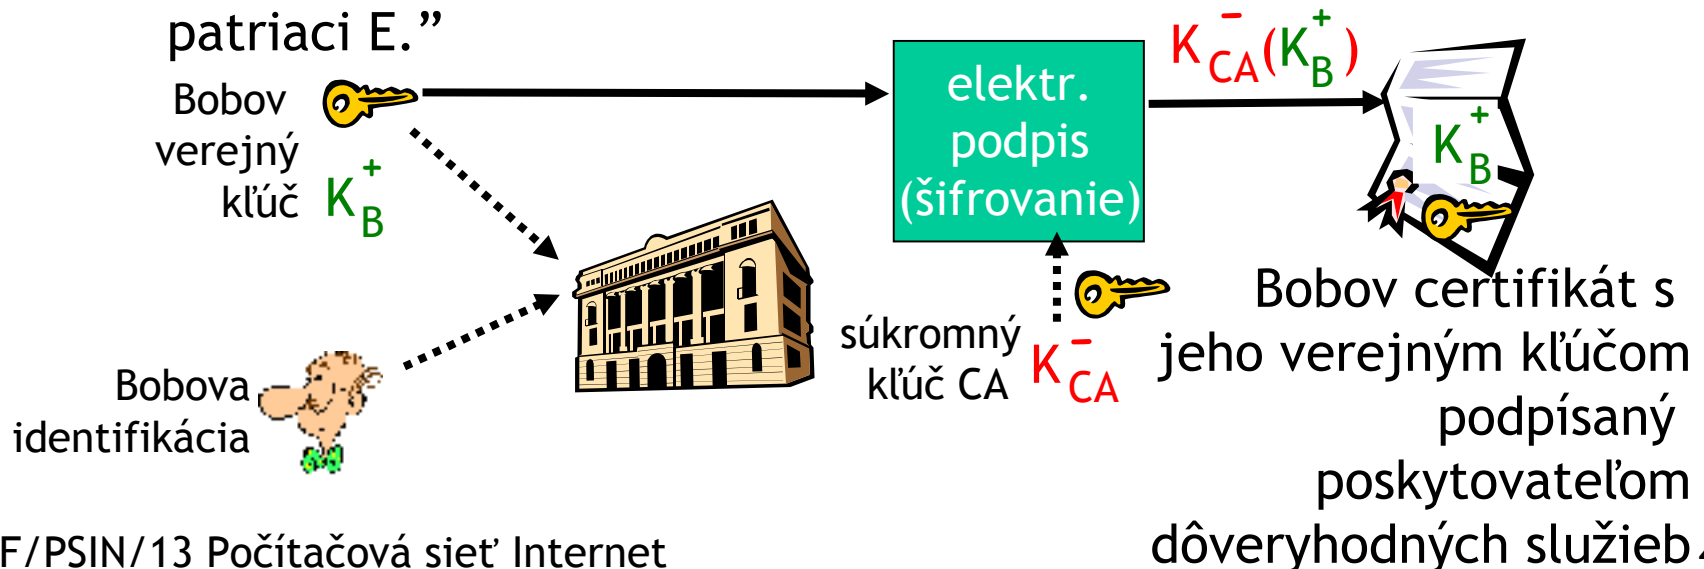 patriaci E.”
Bobov
verejný
kľúč
K B +
elektr.
podpis
(šifrovanie)
K CA - (K B +)
K B +
súkromný
kľúč CA
K CA -
Bobova
identifikácia
Bobov certifikát s
jeho verejným kľúčom
podpísaný
poskytovateľom
dôveryhodných služieb
F/PSIN/13 Počítačová sieť Internet